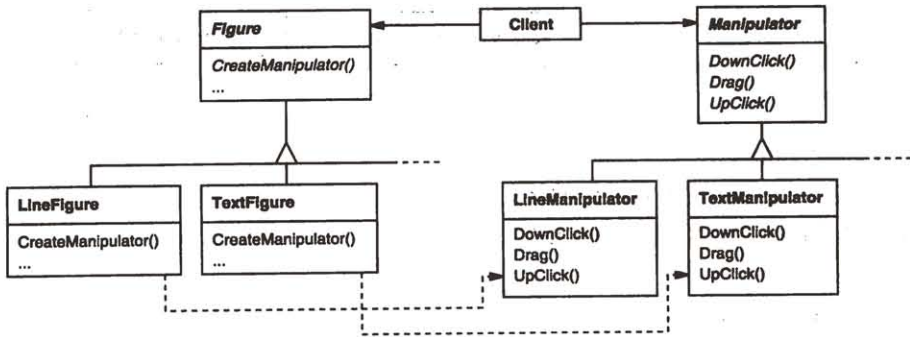 Figure
CreateManipulator()
...
Client
Manipulator
DownClick()
Drag()
UpClick()
LineFigure
CreateManipulator()
...
TextFigure
CreateManipulator()
...
LineManipulator
DownClick()
Drag()
UpClick()
TextManipulator
DownClick()
Drag()
UpClick()